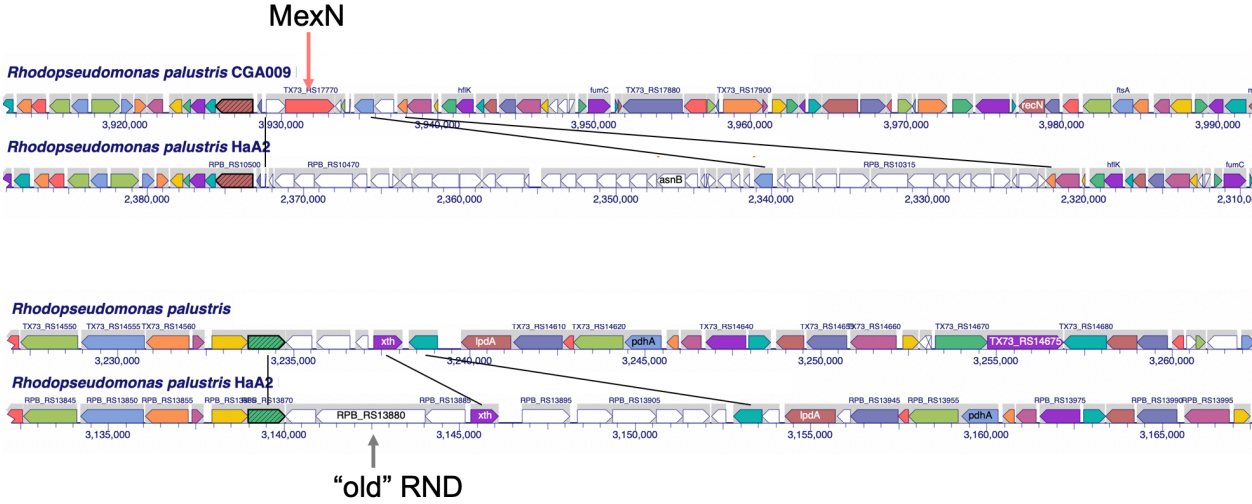 MexN
Rhodopseudomonas palustris CGA009
TX73_RS17770 hflK fumC TX73_RS17880 TX73_RS17900 recN ftsA
3,920,000 3,930,000 3,940,000 3,950,000 3,960,000 3,970,000 3,980,000 3,990,000
Rhodopseudomonas palustris HaA2
RPB_RS10500 RPB_RS10470 asnB RPB_RS10315 hflK fumC
2,380,000 2,370,000 2,360,000 2,350,000 2,340,000 2,330,000 2,320,000 2,310,00
Rhodopseudomonas palustris
TX73_RS14550 TX73_RS14555 TX73_RS14560 xth lpdA TX73_RS14610 TX73_RS14620 pdhA TX73_RS14640 TX73_RS14660 TX73_RS14670 TX73_RS14675 TX73_RS14680
3,230,000 3,235,000 3,240,000 3,245,000 3,250,000 3,255,000 3,260,000
Rhodopseudomonas palustris HaA2
RPB_RS13845 RPB_RS13850 RPB_RS13855 RPB_RS13870 RPB_RS13880 RPB_RS13885 xth RPB_RS13895 RPB_RS13905 lpdA RPB_RS13945 RPB_RS13955 pdhA RPB_RS13975 RPB_RS13990 RPB_RS13995
3,135,000 3,140,000 3,145,000 3,150,000 3,155,000 3,160,000 3,165,000
“old” RND